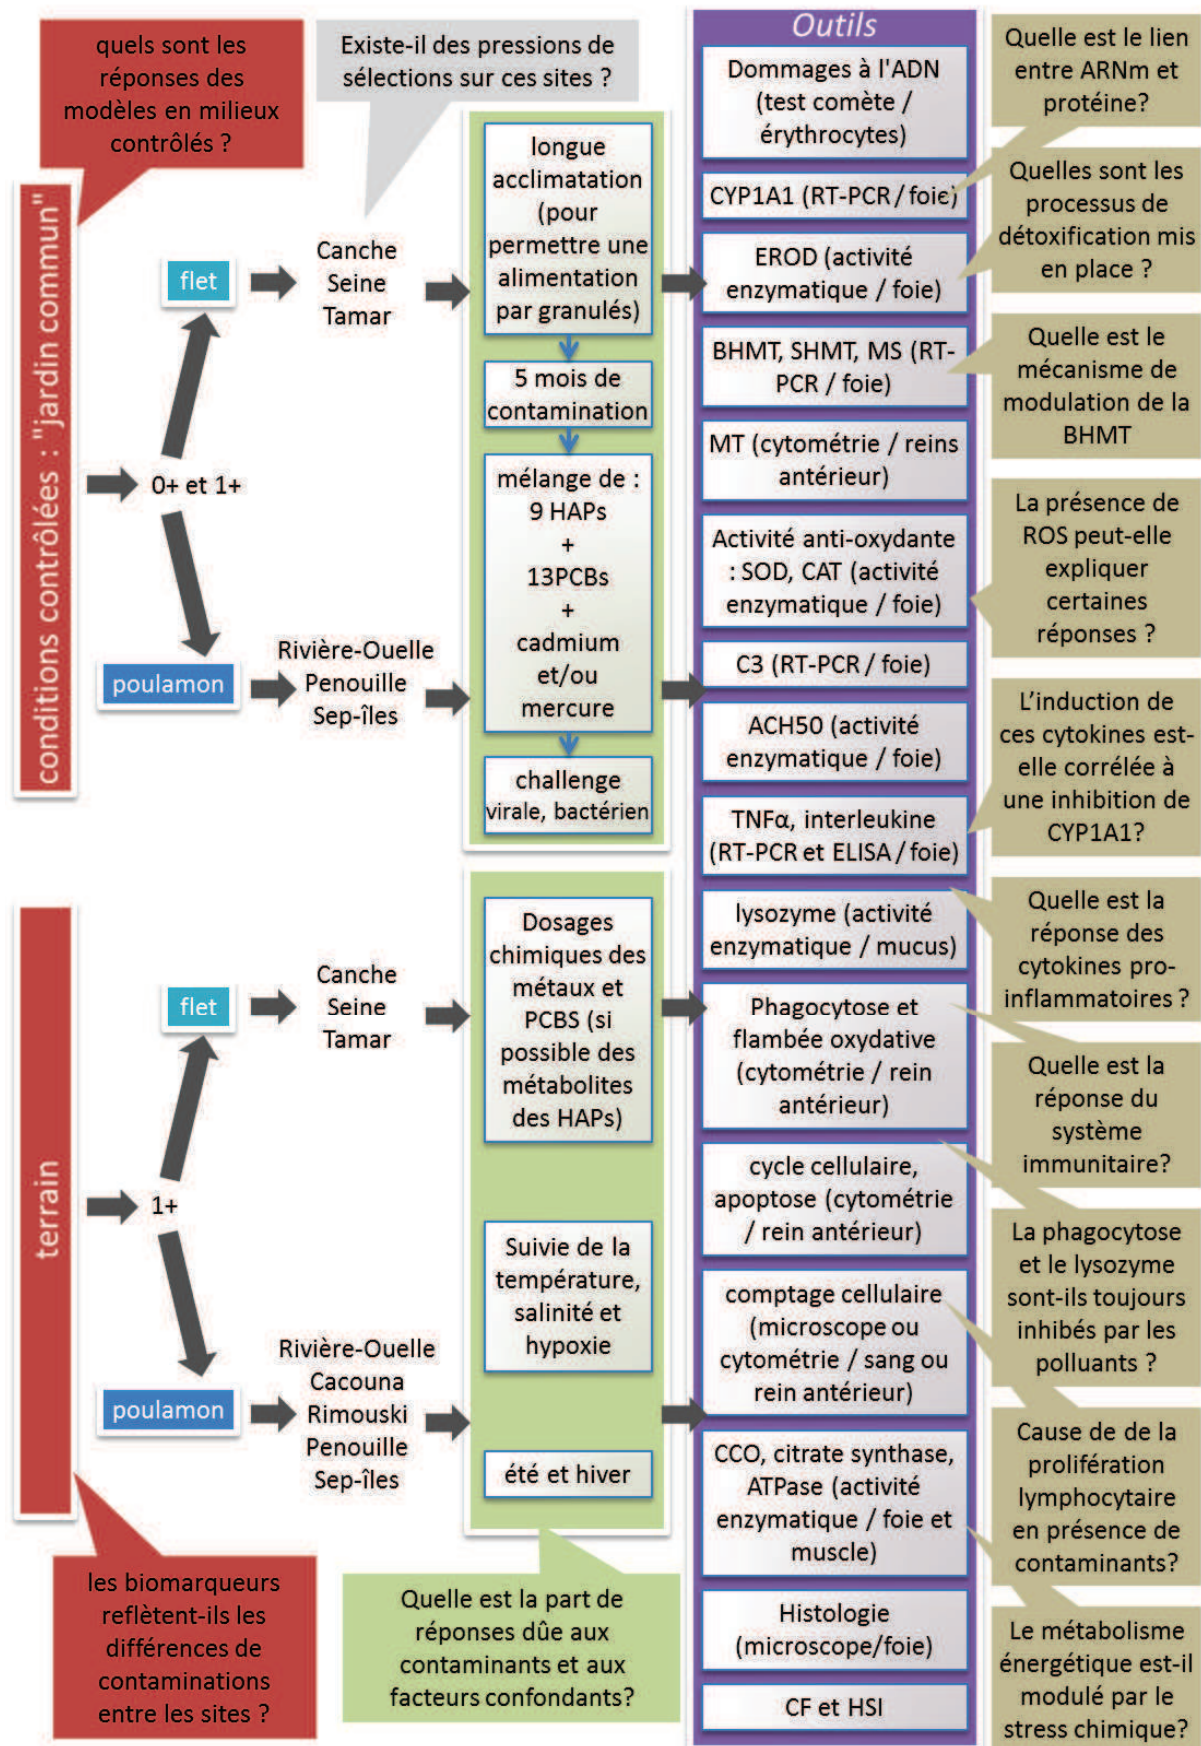 quels sont les
réponses des
modèles en milieux
contrôlés ?
Existe-il des pressions de
sélections sur ces sites ?
conditions contrôlées : "jardin commun"
0+ et 1+
flet
Canche
Seine
Tamar
poulamon
Rivière-Ouelle
Penouille
Sep-îles
longue
acclimatation
(pour
permettre une
alimentation
par granulés)
5 mois de
contamination
mélange de :
9 HAPs
+
13PCBs
+
cadmium
et/ou
mercure
challenge
virale, bactérien
terrain
1+
flet
Canche
Seine
Tamar
poulamon
Rivière-Ouelle
Cacouna
Rimouski
Penouille
Sep-îles
Dosages
chimiques des
métaux et
PCBS (si
possible des
métabolites
des HAPs)
Suivie de la
température,
salinité et
hypoxie
été et hiver
les biomarqueurs
reflètent-ils les
différences de
contaminations
entre les sites ?
Quelle est la part de
réponses dûe aux
contaminants et aux
facteurs confondants?
Outils
Dommages à l'ADN
(test comète /
érythrocytes)
CYP1A1 (RT-PCR / foie)
EROD (activité
enzymatique / foie)
BHMT, SHMT, MS (RT-
PCR / foie)
MT (cytométrie / reins
antérieur)
Activité anti-oxydante
: SOD, CAT (activité
enzymatique / foie)
C3 (RT-PCR / foie)
ACH50 (activité
enzymatique / foie)
TNFα, interleukine
(RT-PCR et ELISA / foie)
lysozyme (activité
enzymatique / mucus)
Phagocytose et
flambée oxydative
(cytométrie / rein
antérieur)
cycle cellulaire,
apoptose (cytométrie
/ rein antérieur)
comptage cellulaire
(microscope ou
cytométrie / sang ou
rein antérieur)
CCO, citrate synthase,
ATPase (activité
enzymatique / foie et
muscle)
Histologie
(microscope/foie)
CF et HSI
Quelle est le lien
entre ARNm et
protéine?
Quelles sont les
processus de
détoxification mis
en place ?
Quelle est le
mécanisme de
modulation de la
BHMT
La présence de
ROS peut-elle
expliquer
certaines
réponses ?
L'induction de
ces cytokines est-
elle corrélée à
une inhibition de
CYP1A1?
Quelle est la
réponse des
cytokines pro-
inflammatoires ?
Quelle est la
réponse du
système
immunitaire?
La phagocytose
et le lysozyme
sont-ils toujours
inhibés par les
polluants ?
Cause de de la
prolifération
lymphocytaire
en présence de
contaminants?
Le métabolisme
énergétique est-il
modulé par le
stress chimique?